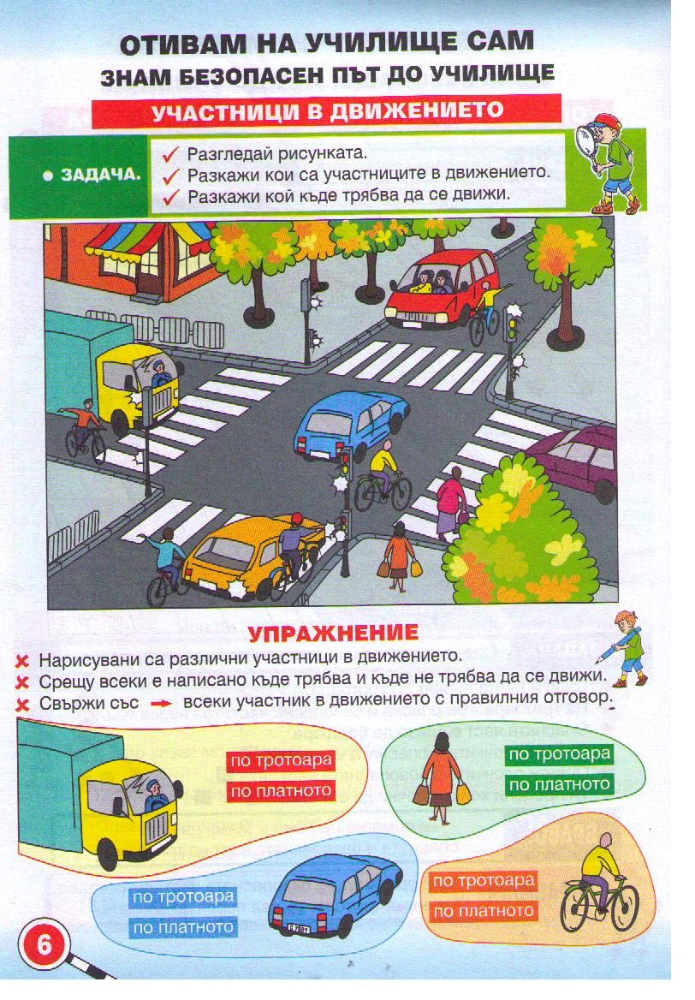 ОТИВАМ НА УЧИЛИЩЕ САМ
ЗНАМ БЕЗОПАСЕН ПЪТ ДО УЧИЛИЩЕ
УЧАСТНИЦИ В ДВИЖЕНИЕТО
• ЗАДАЧА.
✓ Разгледай рисунката.
✓ Разкажи кои са участниците в движението.
✓ Разкажи кой къде трябва да се движи.
УПРАЖНЕНИЕ
✗ Нарисувани са различни участници в движението.
✗ Срещу всеки е написано къде трябва и къде не трябва да се движи.
✗ Свържи със → всеки участник в движението с правилния отговор.
по тротоара
по платното
по тротоара
по платното
по тротоара
по платното
по тротоара
по платното
6